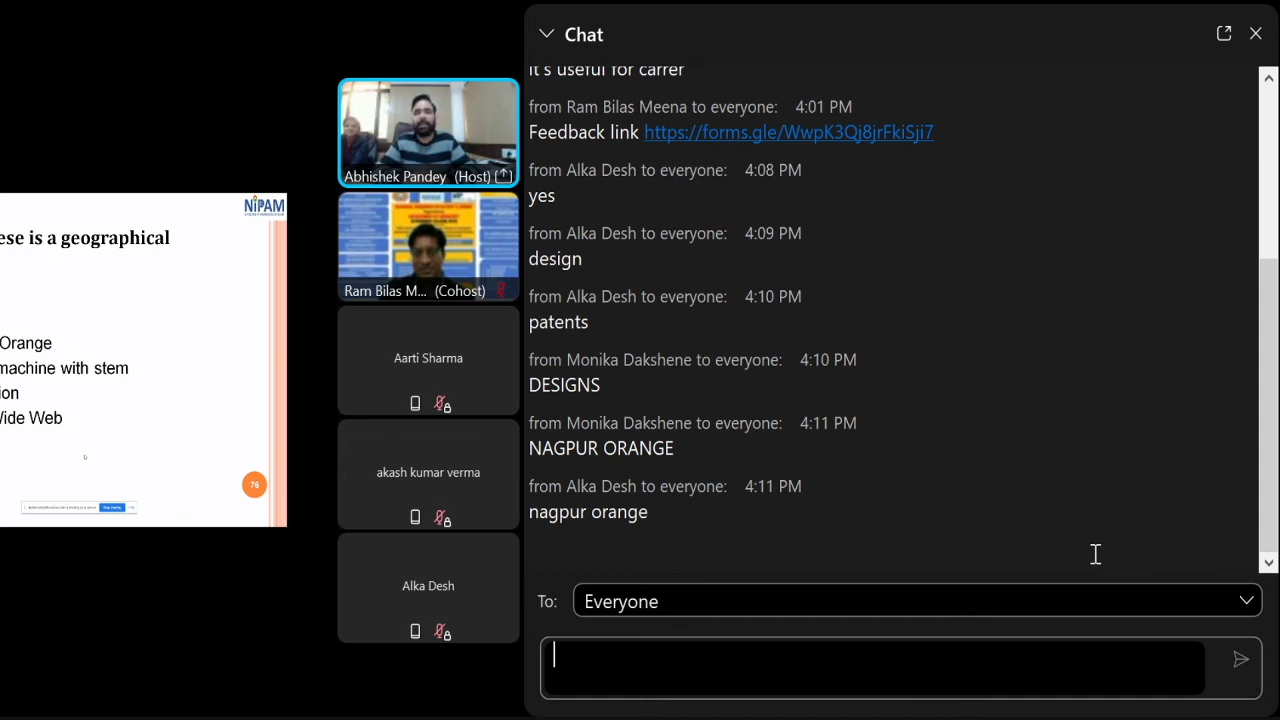 Chat
It's useful for carrer
from Ram Bilas Meena to everyone: 4:01 PM
Feedback link https://forms.gle/WwpK3Qj8jrFkiSji7
from Alka Desh to everyone: 4:08 PM
yes
from Alka Desh to everyone: 4:09 PM
design
from Alka Desh to everyone: 4:10 PM
patents
from Monika Dakshene to everyone: 4:10 PM
DESIGNS
from Monika Dakshene to everyone: 4:11 PM
NAGPUR ORANGE
from Alka Desh to everyone: 4:11 PM
nagpur orange
To: Everyone
Abhishek Pandey (Host)
Ram Bilas M... (Cohost)
Aarti Sharma
akash kumar verma
Alka Desh
NiPAM
ese is a geographical
Orange
machine with stem
ion
Vide Web
76